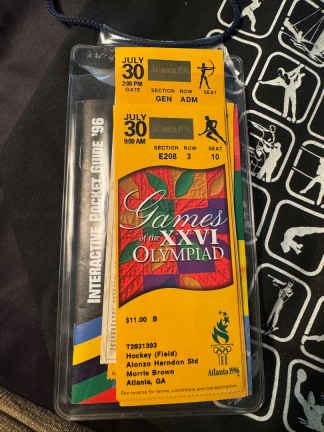 JULY
30
2:00 PM
DATE SECTION ROW SEAT
GEN ADM
JULY
30
9:00 AM
SECTION ROW SEAT
E208 3 10
INTERACTIVE POCKET GUIDE '96
Games
of the XXVI
OLYMPIAD
$11.00 B
T2831393
Hockey (Field)
Alonzo Herndon Std
Morris Brown
Atlanta, GA
Atlanta 1996